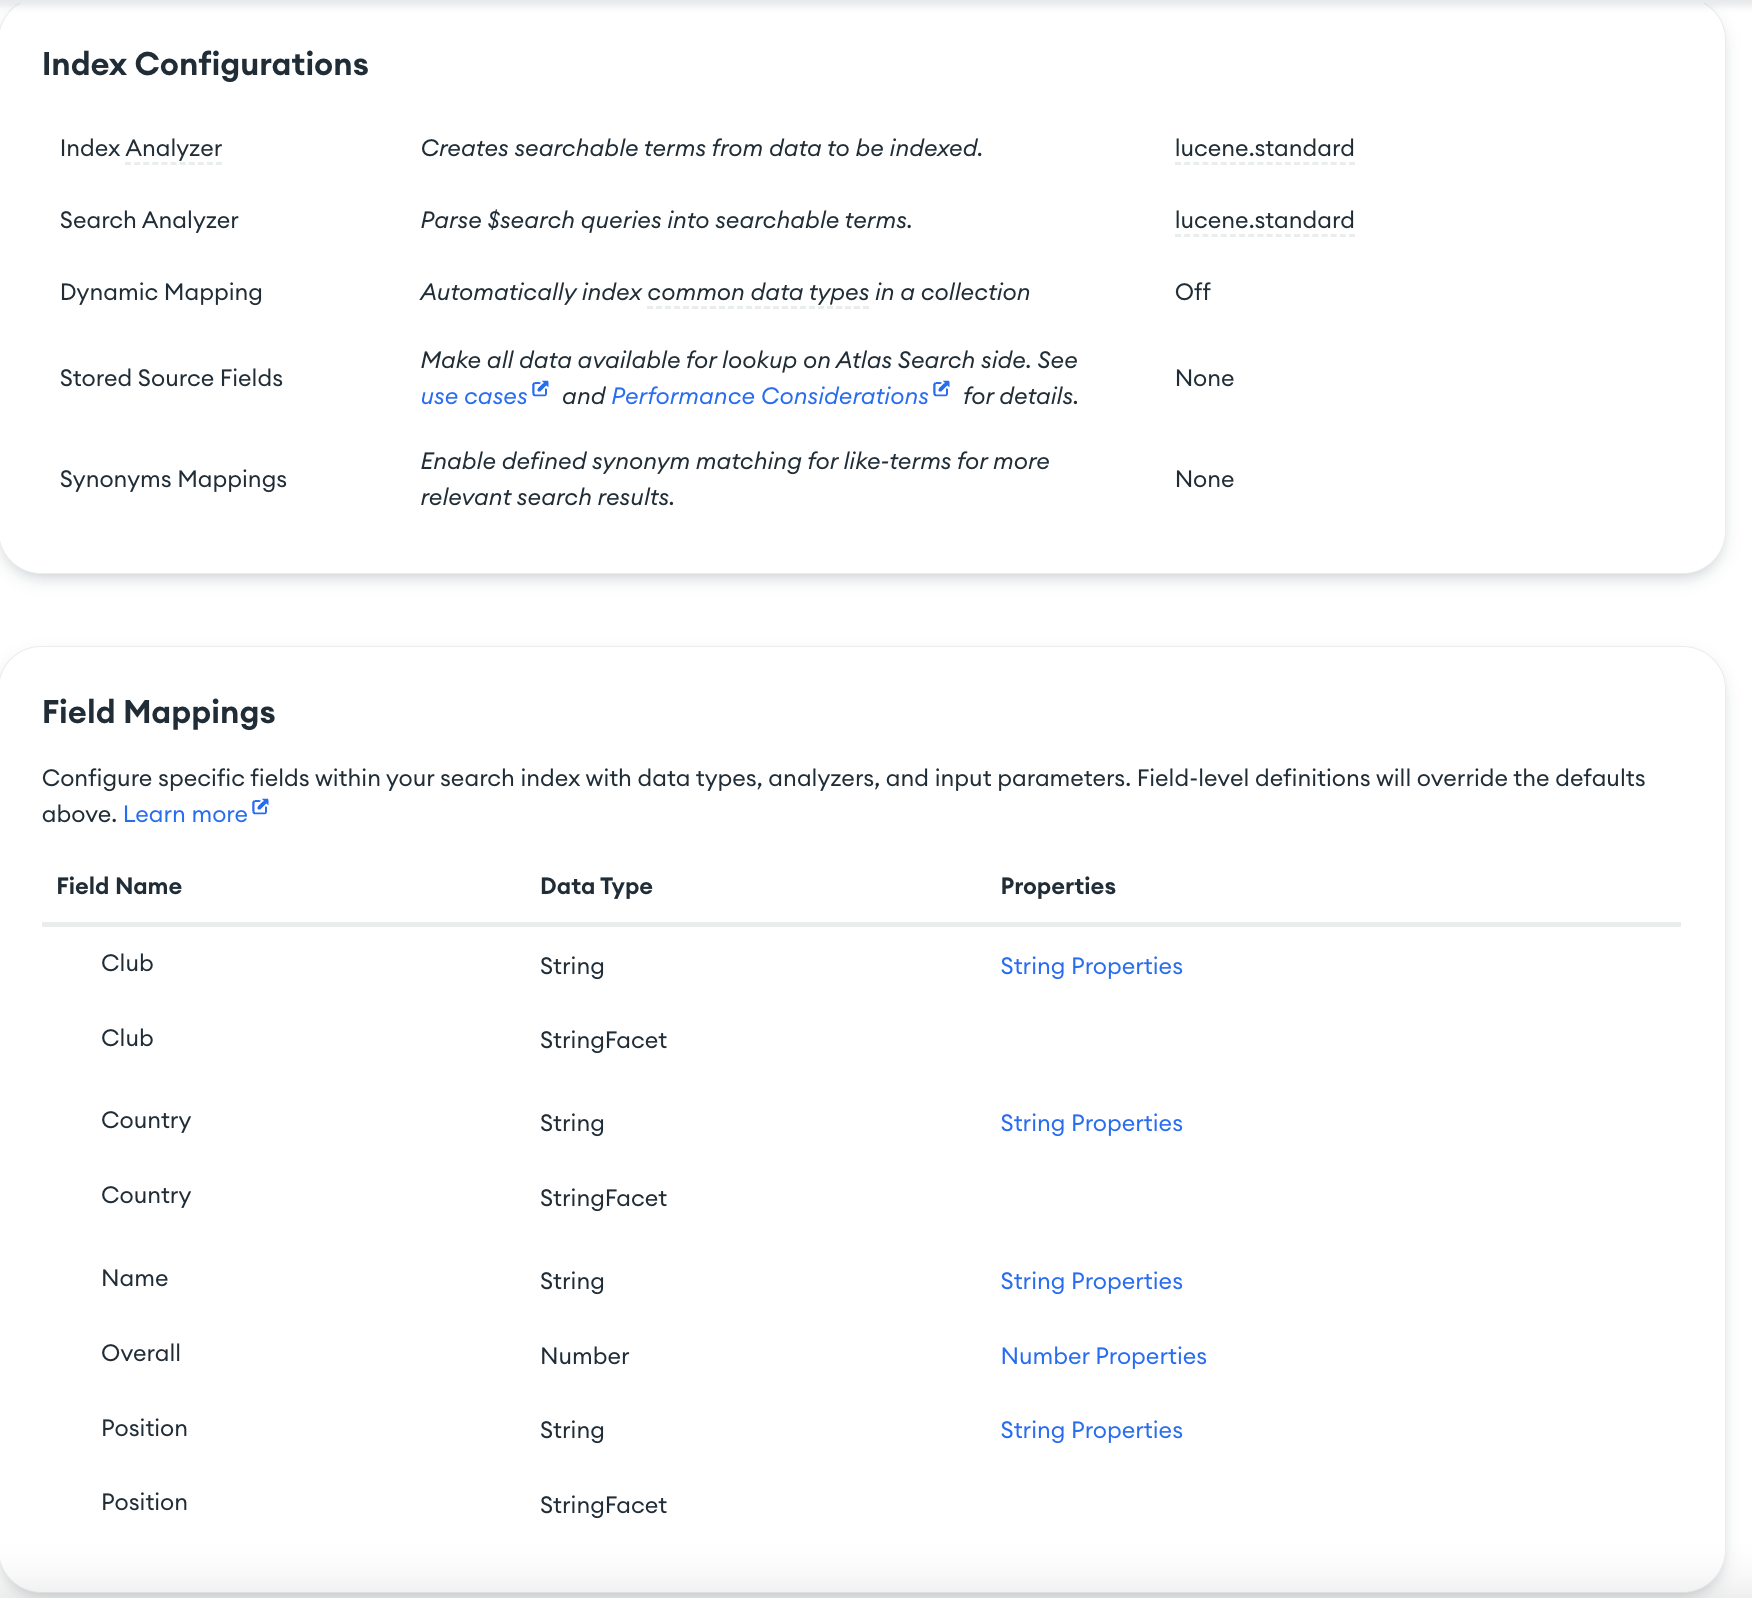 Index Configurations
Index Analyzer Creates searchable terms from data to be indexed. lucene.standard
Search Analyzer Parse $search queries into searchable terms. lucene.standard
Dynamic Mapping Automatically index common data types in a collection Off
Stored Source Fields Make all data available for lookup on Atlas Search side. See
use cases and Performance Considerations for details. None
Synonyms Mappings Enable defined synonym matching for like-terms for more
relevant search results. None
Field Mappings
Configure specific fields within your search index with data types, analyzers, and input parameters. Field-level definitions will override the defaults
above. Learn more
Field Name Data Type Properties
Club String String Properties
Club StringFacet
Country String String Properties
Country StringFacet
Name String String Properties
Overall Number Number Properties
Position String String Properties
Position StringFacet